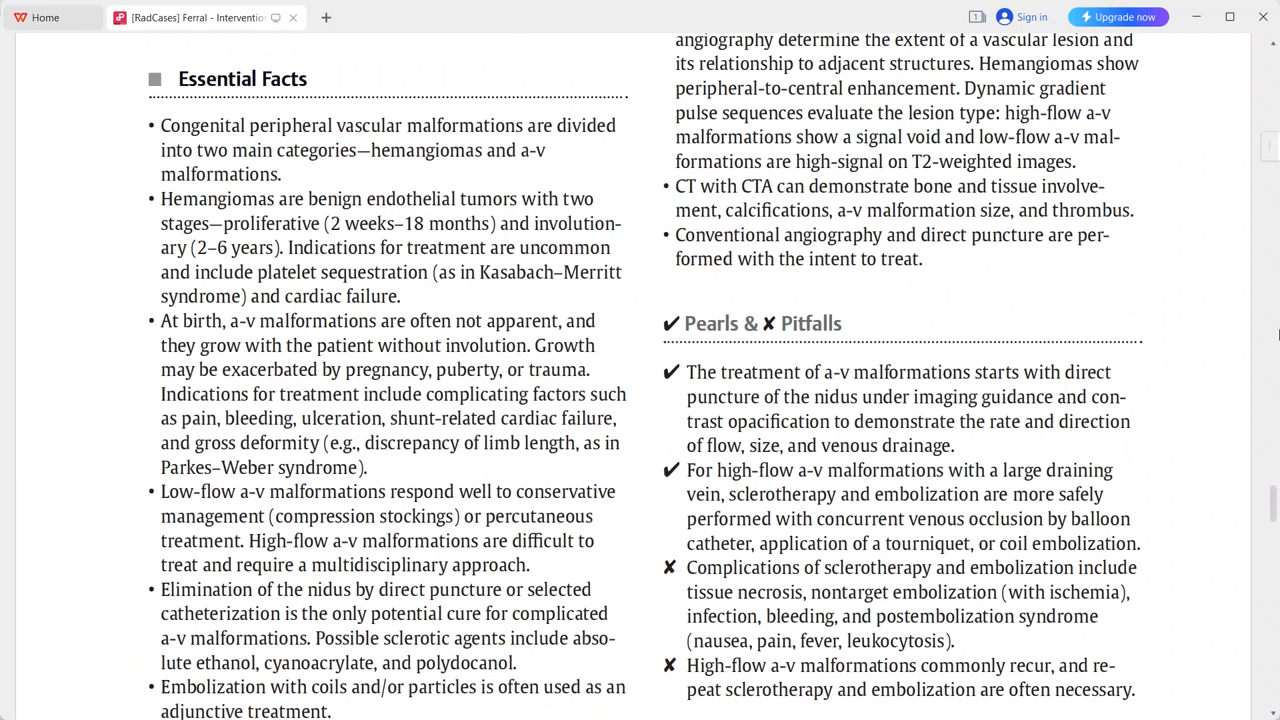 Home
[RadCases] Ferral - Interventio
1
Sign in
Upgrade now
Essential Facts
• Congenital peripheral vascular malformations are divided
into two main categories—hemangiomas and a-v
malformations.
• Hemangiomas are benign endothelial tumors with two
stages—proliferative (2 weeks–18 months) and involution-
ary (2–6 years). Indications for treatment are uncommon
and include platelet sequestration (as in Kasabach–Merritt
syndrome) and cardiac failure.
• At birth, a-v malformations are often not apparent, and
they grow with the patient without involution. Growth
may be exacerbated by pregnancy, puberty, or trauma.
Indications for treatment include complicating factors such
as pain, bleeding, ulceration, shunt-related cardiac failure,
and gross deformity (e.g., discrepancy of limb length, as in
Parkes–Weber syndrome).
• Low-flow a-v malformations respond well to conservative
management (compression stockings) or percutaneous
treatment. High-flow a-v malformations are difficult to
treat and require a multidisciplinary approach.
• Elimination of the nidus by direct puncture or selected
catheterization is the only potential cure for complicated
a-v malformations. Possible sclerotic agents include abso-
lute ethanol, cyanoacrylate, and polydocanol.
• Embolization with coils and/or particles is often used as an
adjunctive treatment.
angiography determine the extent of a vascular lesion and
its relationship to adjacent structures. Hemangiomas show
peripheral-to-central enhancement. Dynamic gradient
pulse sequences evaluate the lesion type: high-flow a-v
malformations show a signal void and low-flow a-v mal-
formations are high-signal on T2-weighted images.
• CT with CTA can demonstrate bone and tissue involve-
ment, calcifications, a-v malformation size, and thrombus.
• Conventional angiography and direct puncture are per-
formed with the intent to treat.
✔ Pearls & ✘ Pitfalls
✔ The treatment of a-v malformations starts with direct
puncture of the nidus under imaging guidance and con-
trast opacification to demonstrate the rate and direction
of flow, size, and venous drainage.
✔ For high-flow a-v malformations with a large draining
vein, sclerotherapy and embolization are more safely
performed with concurrent venous occlusion by balloon
catheter, application of a tourniquet, or coil embolization.
✘ Complications of sclerotherapy and embolization include
tissue necrosis, nontarget embolization (with ischemia),
infection, bleeding, and postembolization syndrome
(nausea, pain, fever, leukocytosis).
✘ High-flow a-v malformations commonly recur, and re-
peat sclerotherapy and embolization are often necessary.